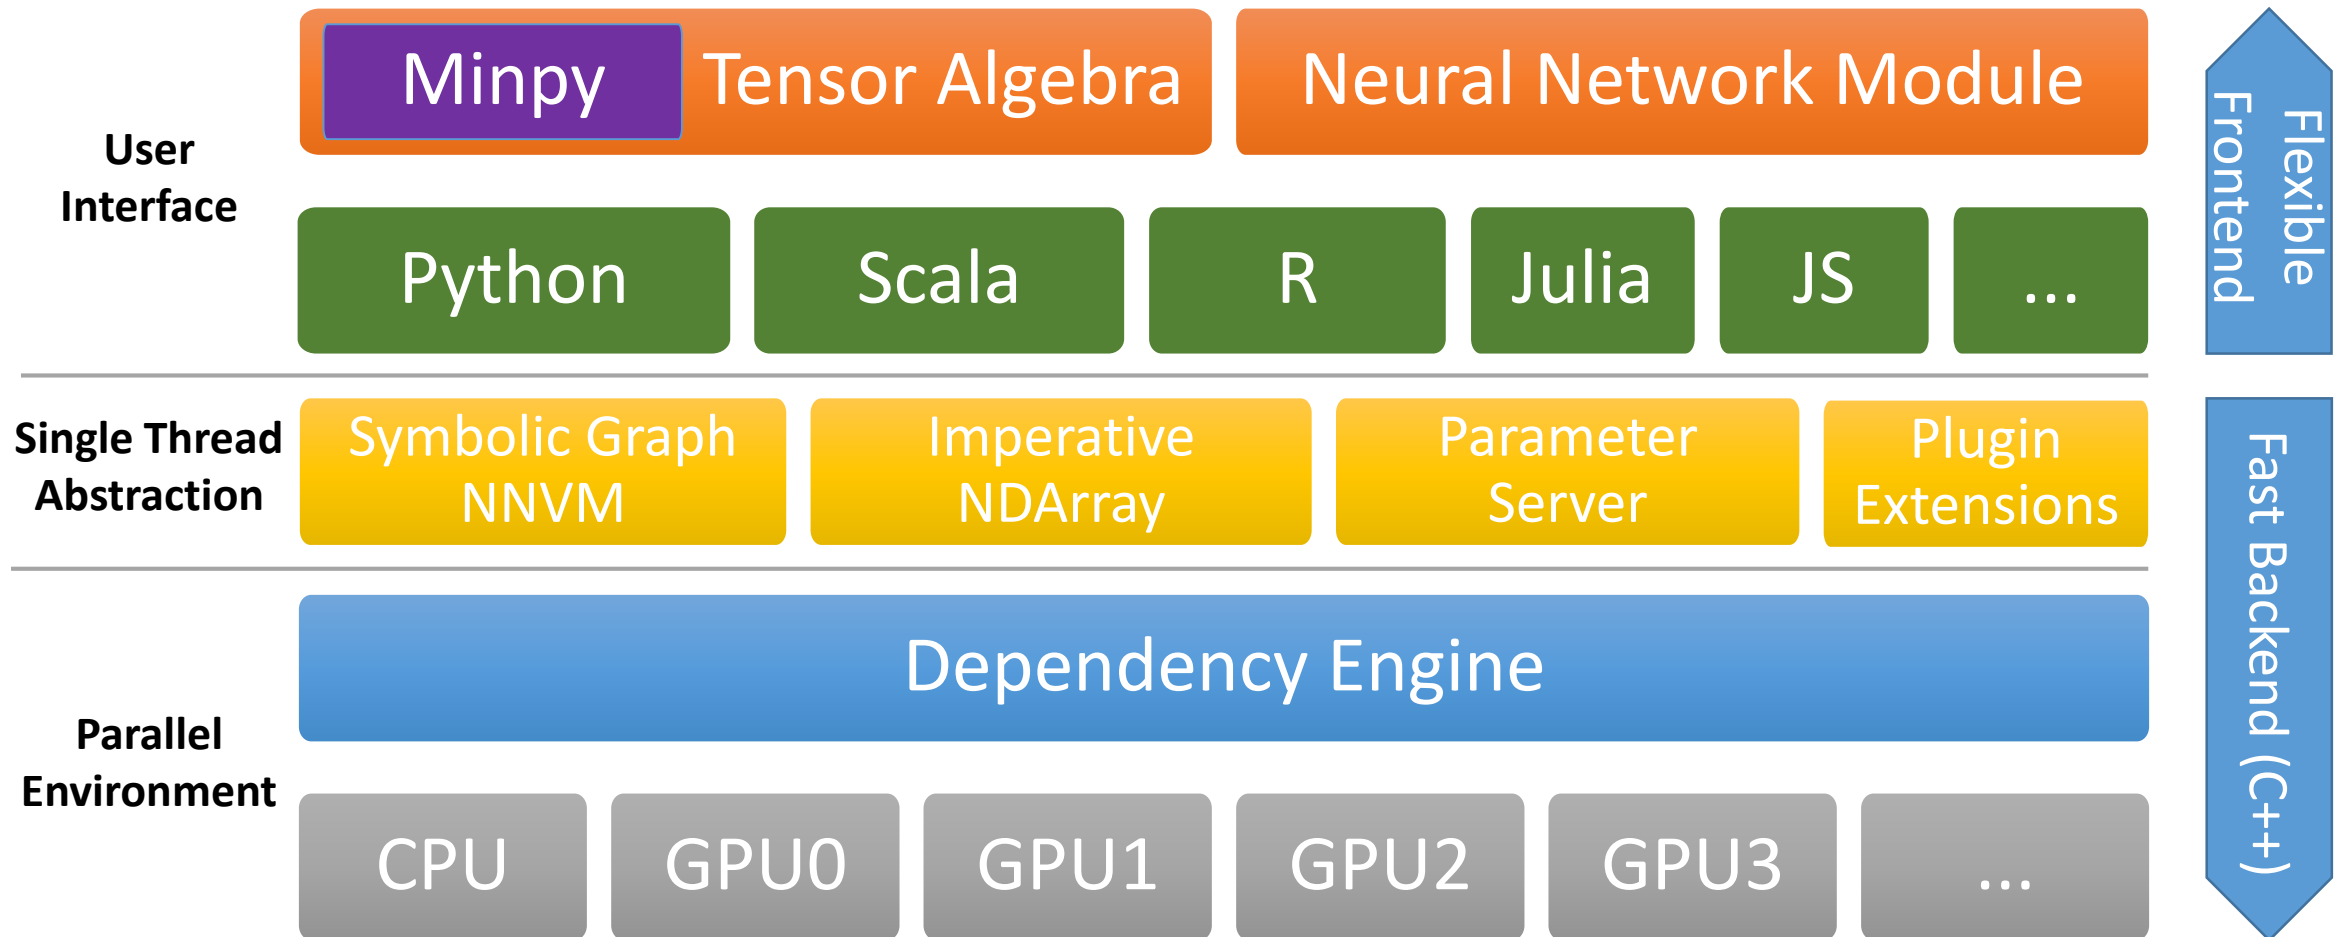 Minpy
Tensor Algebra
Neural Network Module
User
Interface
Python
Scala
R
Julia
JS
...
Flexible
Frontend
Single Thread
Abstraction
Symbolic Graph
NNVM
Imperative
NDArray
Parameter
Server
Plugin
Extensions
Fast Backend (C++)
Parallel
Environment
Dependency Engine
CPU
GPU0
GPU1
GPU2
GPU3
...